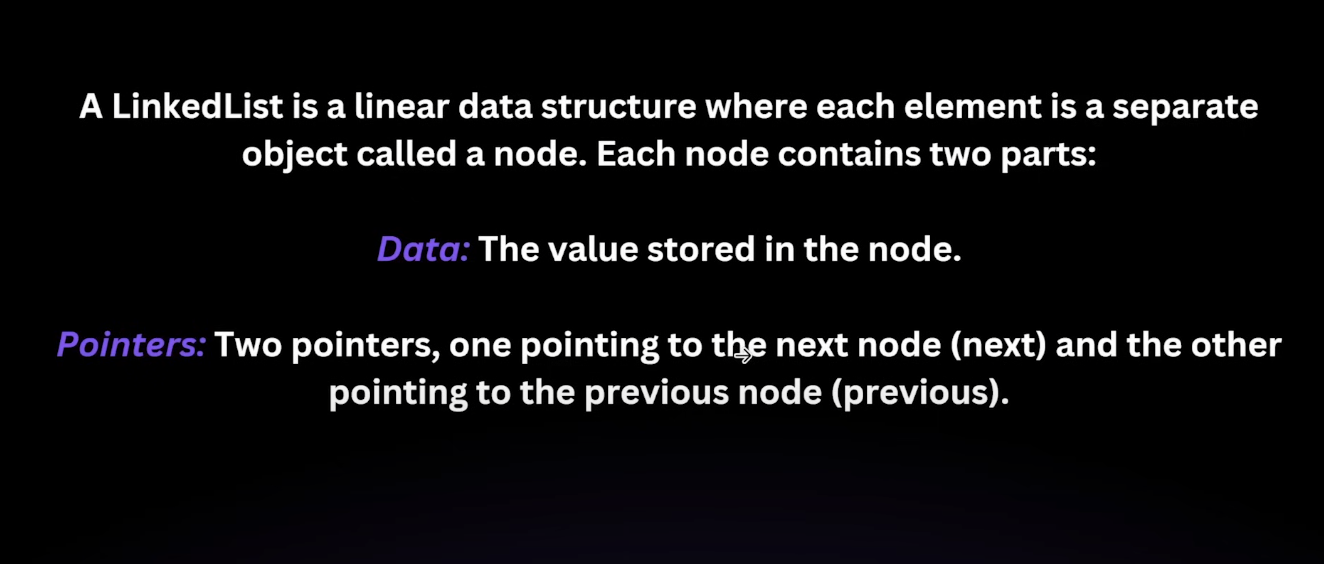 A LinkedList is a linear data structure where each element is a separate
object called a node. Each node contains two parts:
Data: The value stored in the node.
Pointers: Two pointers, one pointing to the next node (next) and the other
pointing to the previous node (previous).